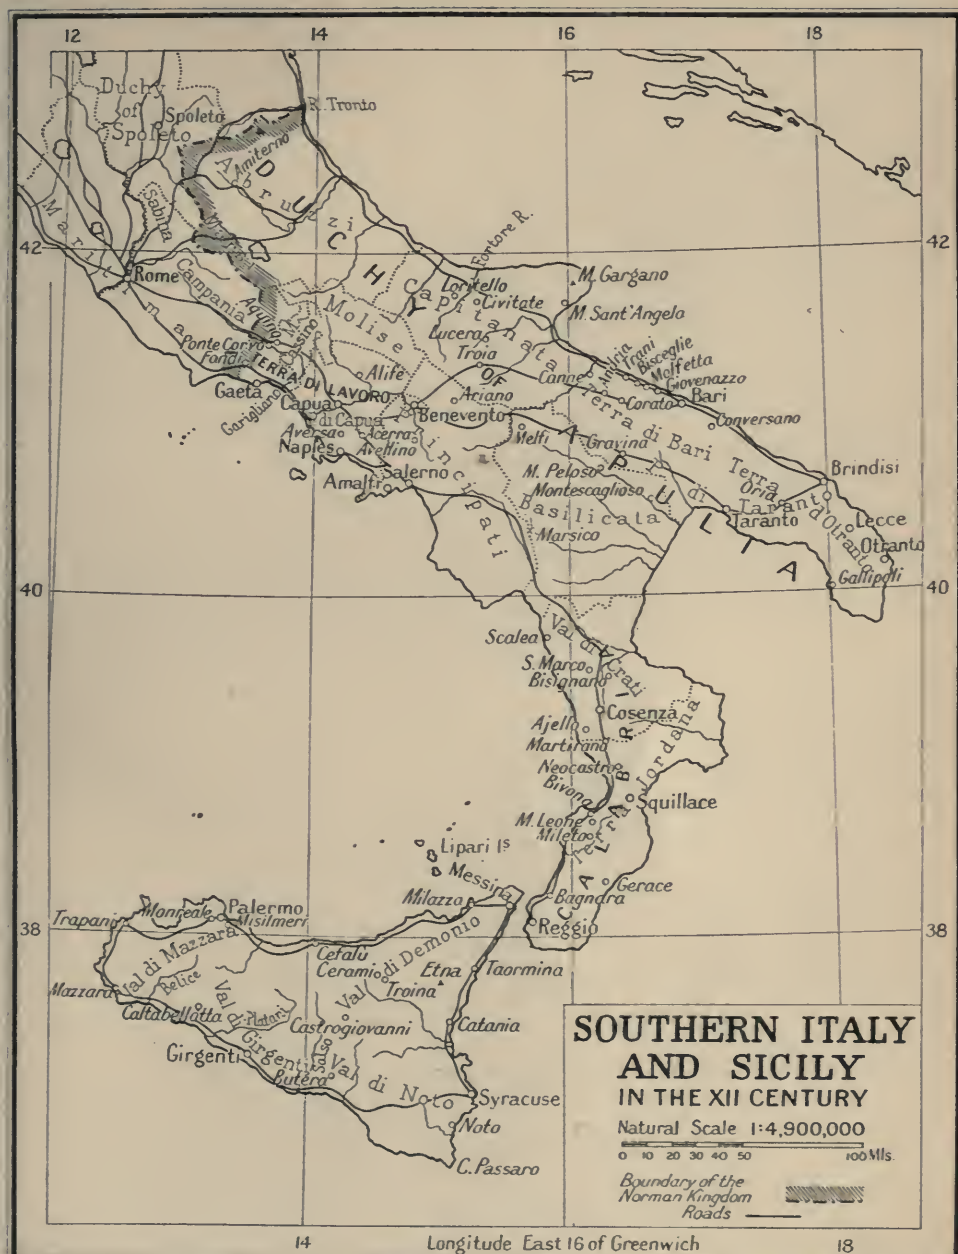 12
14
16
18
Duchy
of
Spoleto
Spoleto
R. Tronto
Amiterno
Abruzzi
DUCHY OF APULIA
Sabina
Marittima
42
42
Rome
Campania
Fortore R.
M. Gargano
Loritello
Civitate
Capitanata
M. Sant'Angelo
Molise
Aquino
M. Cassino
Ponte Corvo
Fondi
Lucera
Troia
Andria
Trani
Bisceglie
Molfetta
Giovenazzo
Bari
Canne
Corato
Conversano
TERRA DI LAVORO
Alife
Gaeta
Garigliano
Capua
di Capua
Ariano
Benevento
Aversa
Acerra
Naples
Avellino
Melfi
Gravina
Terra di Bari
Principati
Amalfi
Salerno
M. Peloso
Montescaglioso
Basilicata
Marsico
Terra
di
Taranto
Oria
Taranto
Brindisi
Terra d'Otranto
Lecce
Otranto
Gallipoli
40
40
Scalea
Val di Crati
S. Marco
Bisignano
Cosenza
Ajello
Martirano
Neocastro
Bivona
Terra Jordana
CALABRIA
Squillace
M. Leone
Mileto
Gerace
Lipari Is
Messina
Milazzo
Bagnara
Reggio
Trapani
Monreale
Palermo
Misilmeri
38
38
Val di Mazzara
Cefalù
Ceramio
Val di Demonio
Etna
Troina
Taormina
Mazzara
Belice
Caltabellotta
Platani
Castrogiovanni
Catania
Girgenti
Val di Girgenti
Salso
Butera
Val di Noto
Syracuse
Noto
C. Passaro
SOUTHERN ITALY
AND SICILY
IN THE XII CENTURY
Natural Scale 1:4,900,000
0 10 20 30 40 50 100 Mls.
Boundary of the
Norman Kingdom
Roads
14
Longitude East 16 of Greenwich
18